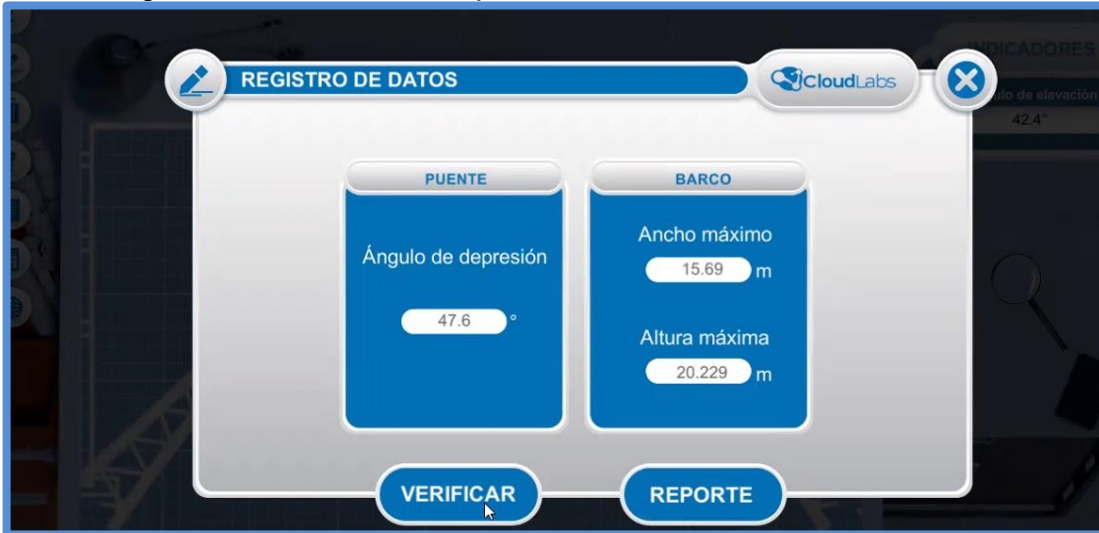 INDICADORES
REGISTRO DE DATOS
CloudLabs
de elevación
42.4°
PUENTE
BARCO
Ángulo de depresión
47.6 °
Ancho máximo
15.69 m
Altura máxima
20.229 m
VERIFICAR
REPORTE